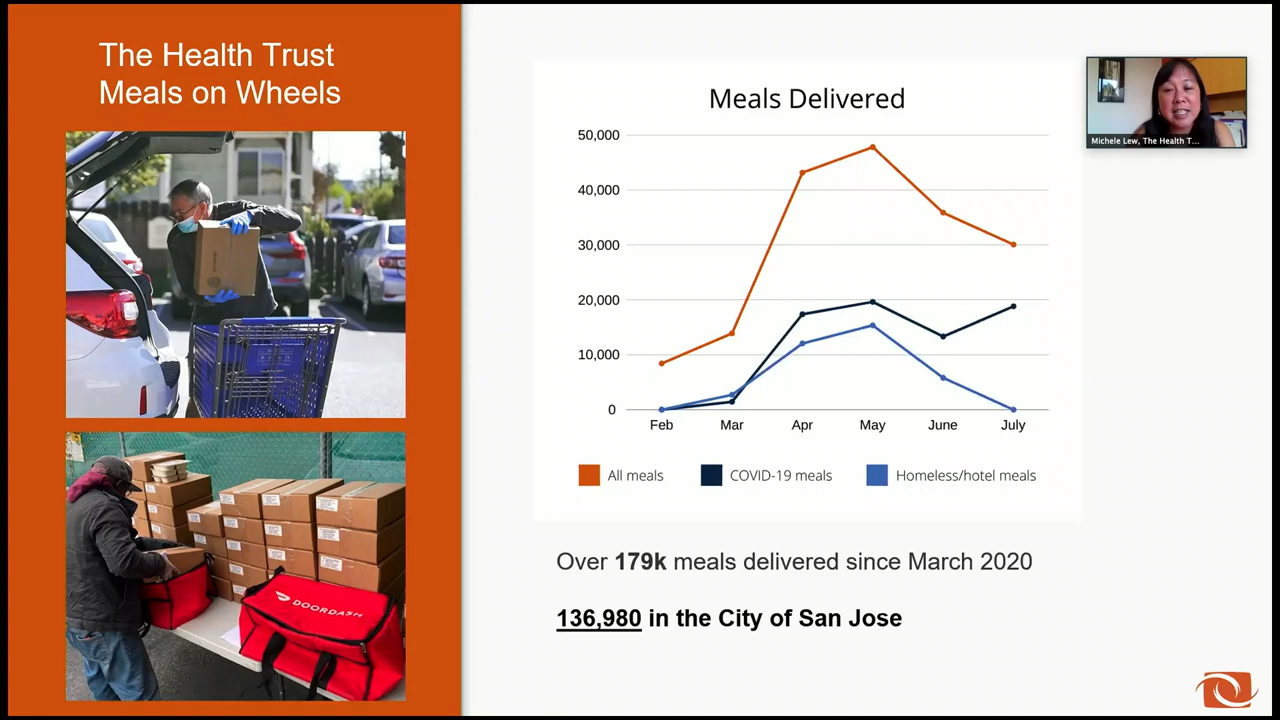 The Health Trust
Meals on Wheels
Meals Delivered
50,000
40,000
30,000
20,000
10,000
0
Feb Mar Apr May June July
All meals COVID-19 meals Homeless/hotel meals
Michele Lew, The Health T...
DOORDASH
Over 179k meals delivered since March 2020
136,980 in the City of San Jose